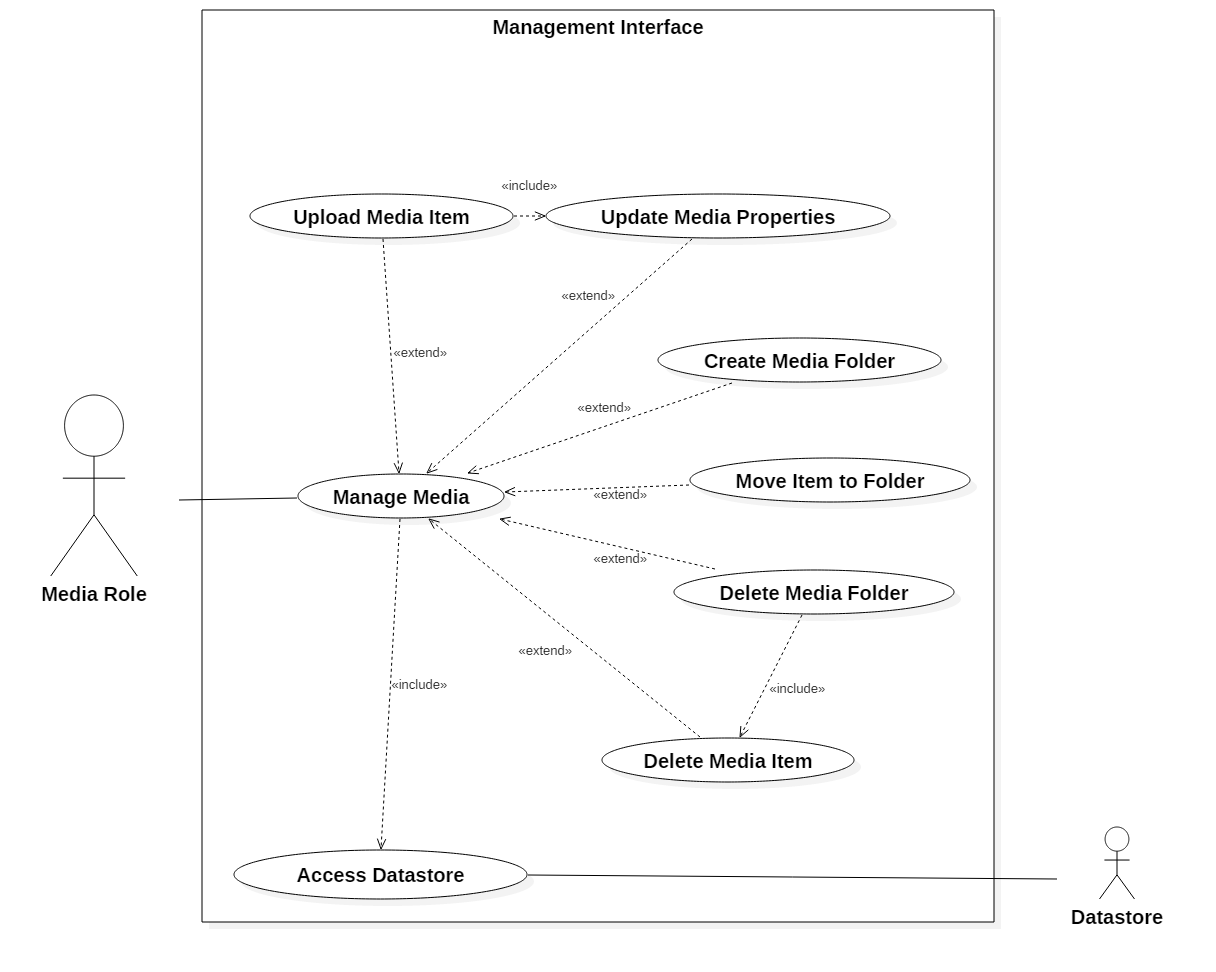 Management Interface
«include»
Upload Media Item
Update Media Properties
«extend»
«extend»
Create Media Folder
«extend»
Move Item to Folder
«extend»
Manage Media
«extend»
Delete Media Folder
Media Role
«extend»
«include»
«include»
Delete Media Item
Access Datastore
Datastore